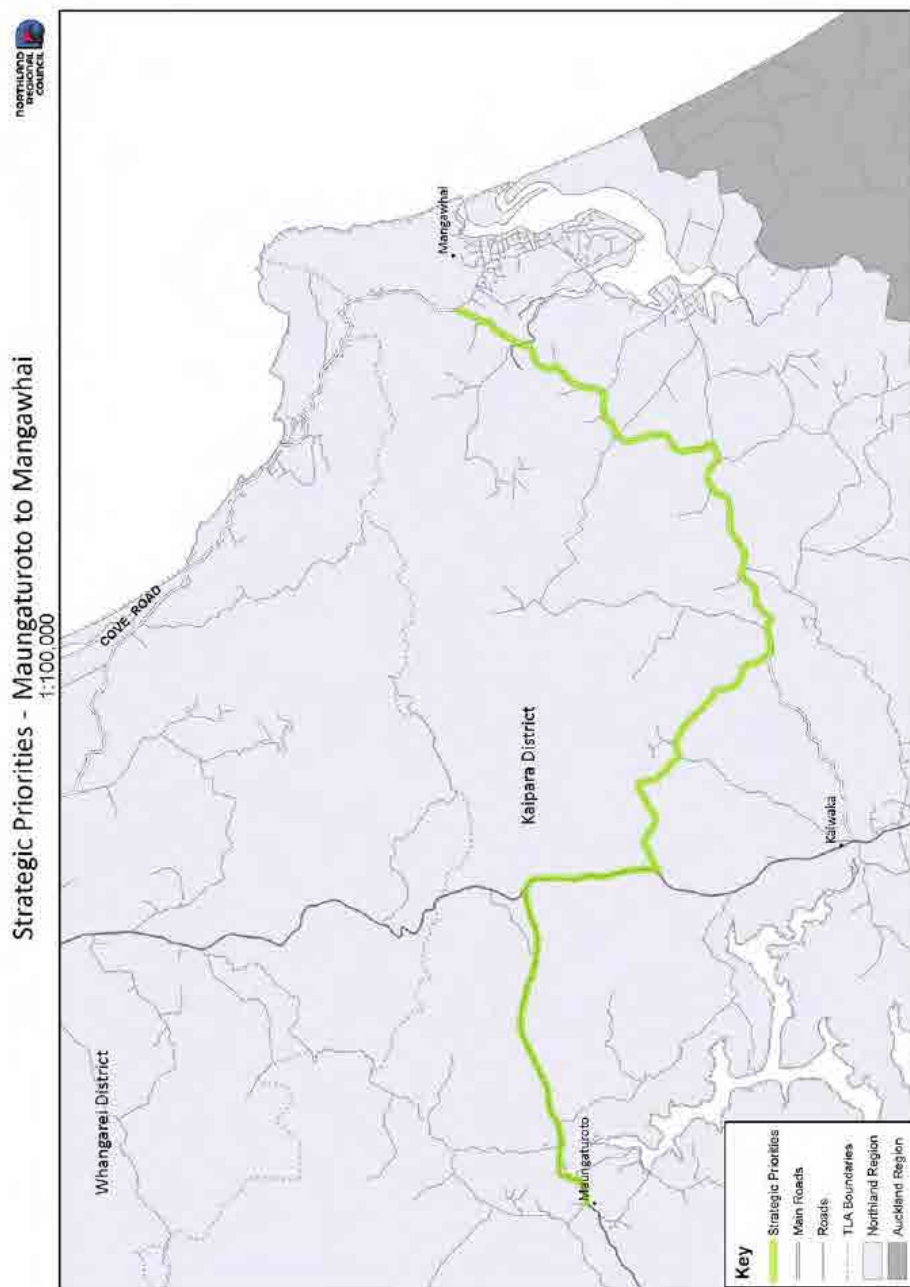 NORTHLAND
REGIONAL
COUNCIL
Strategic Priorities - Maungaturoto to Mangawhai
1:100,000
COVE ROAD
Mangawhai
Whangarei District
Kaipara District
Maungaturoto
Kaiwaka
Key
Strategic Priorities
Main Roads
Roads
TLA Boundaries
Northland Region
Auckland Region